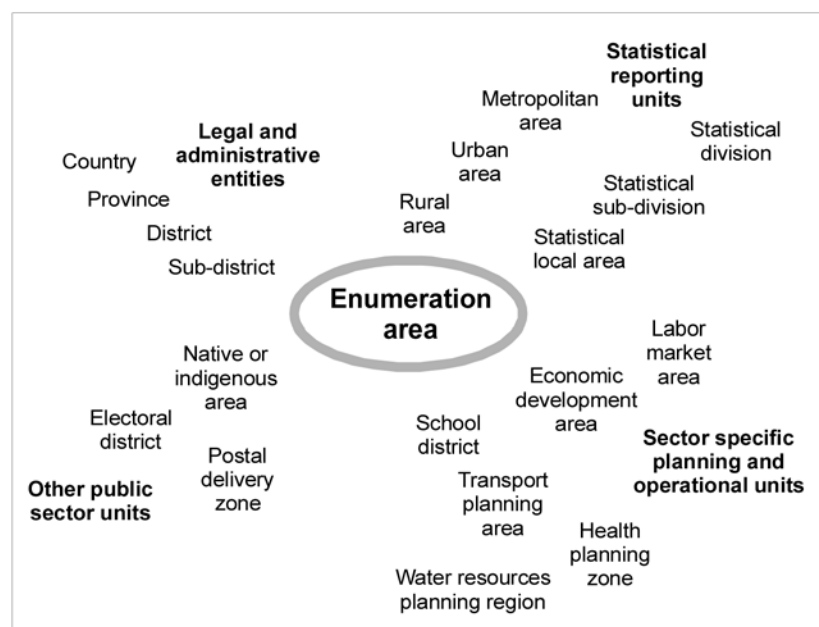 Legal and
administrative
entities
Country
Province
District
Sub-district
Statistical
reporting
units
Metropolitan
area
Urban
area
Rural
area
Statistical
division
Statistical
sub-division
Statistical
local area
Enumeration
area
Native or
indigenous
area
Electoral
district
Postal
delivery
zone
Other public
sector units
Labor
market
area
Economic
development
area
School
district
Sector specific
planning and
operational units
Transport
planning
area
Health
planning
zone
Water resources
planning region